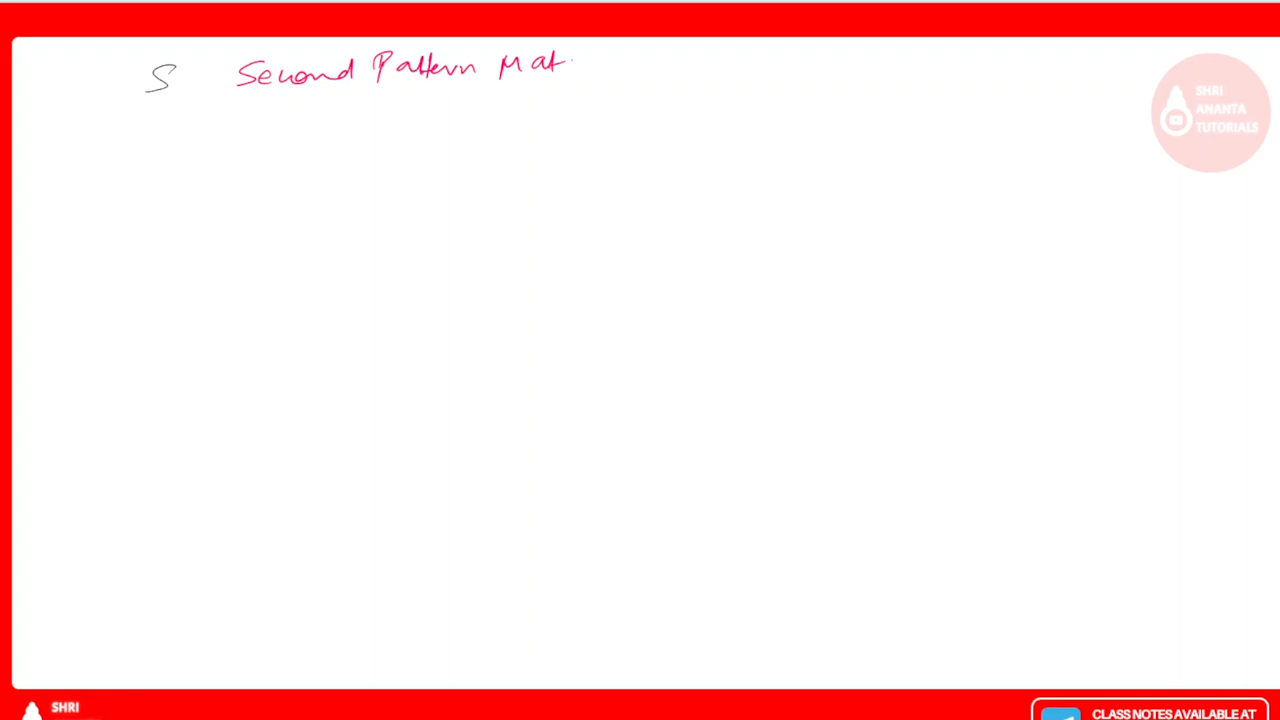 S Second Pattern Mat
SHRI
ANANTA
TUTORIALS
SHRI
CLASS NOTES AVAILABLE AT